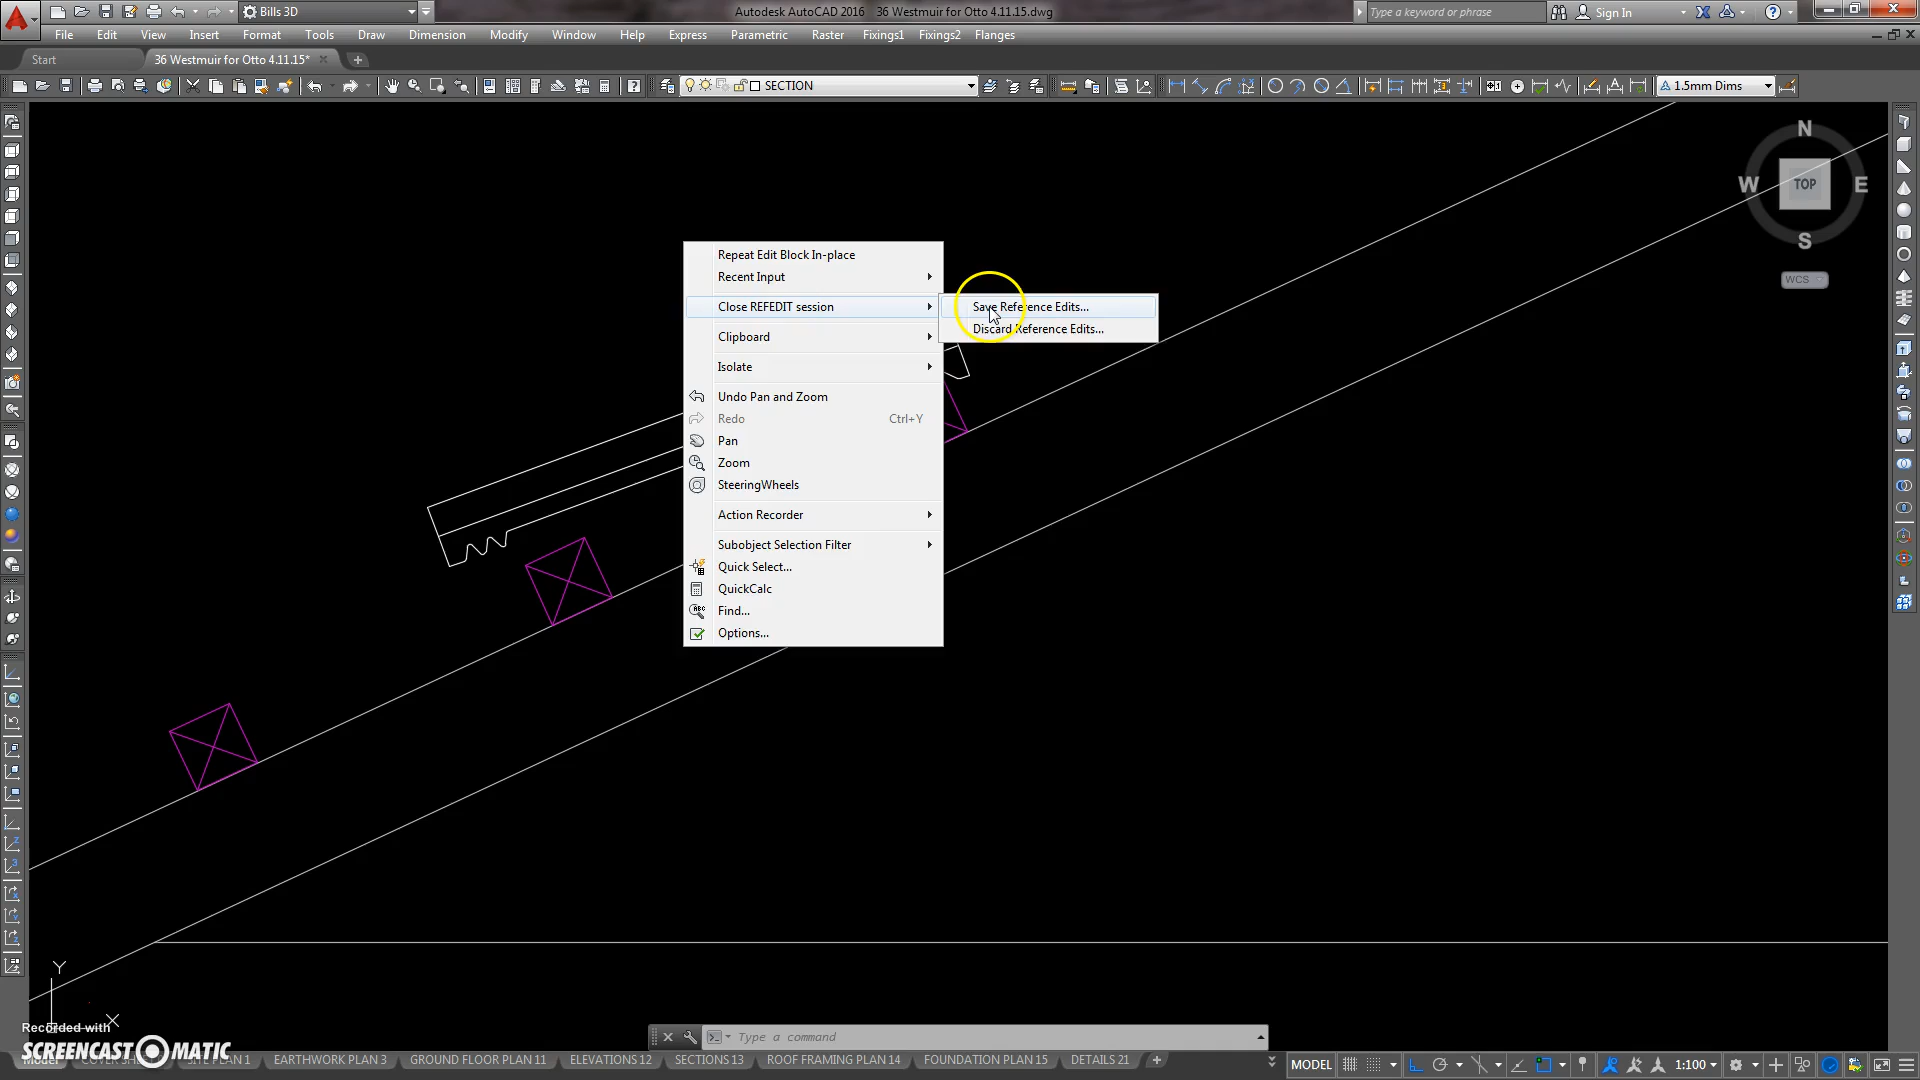 Bills 3D
Autodesk AutoCAD 2016 36 Westmuir for Otto 4.11.15.dwg
Type a keyword or phrase
Sign In
File Edit View Insert Format Tools Draw Dimension Modify Window Help Express Parametric Raster Fixings1 Fixings2 Flanges
Start
36 Westmuir for Otto 4.11.15*
SECTION
1.5mm Dims
N
W TOP E
S
WCS
Repeat Edit Block In-place
Recent Input
Close REFEDIT session
Save Reference Edits...
Discard Reference Edits...
Clipboard
Isolate
Undo Pan and Zoom
Redo Ctrl+Y
Pan
Zoom
SteeringWheels
Action Recorder
Subobject Selection Filter
Quick Select...
QuickCalc
Find...
Options...
Y
X
Recorded with
SCREENCAST-O-MATIC
Type a command
Model PLAN 1 EARTHWORK PLAN 3 GROUND FLOOR PLAN 11 ELEVATIONS 12 SECTIONS 13 ROOF FRAMING PLAN 14 FOUNDATION PLAN 15 DETAILS 21
MODEL 1:100